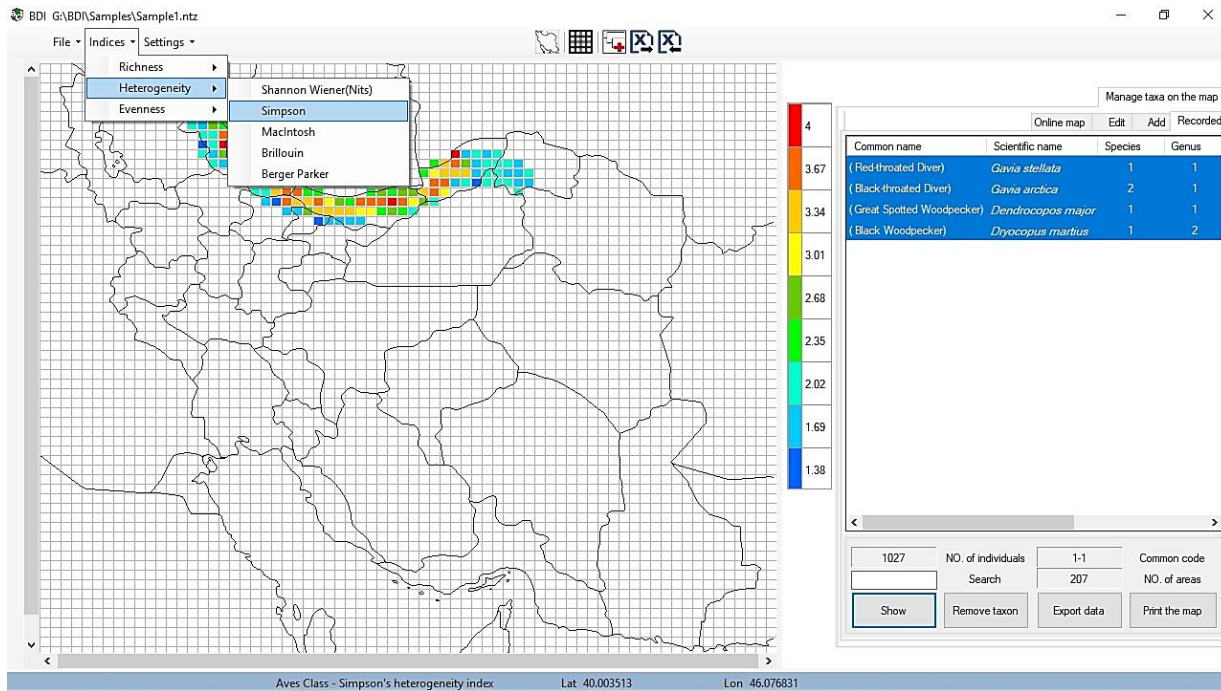 BDI G:\BDI\Samples\Sample1.ntz
File Indices Settings
Richness
Heterogeneity
Evenness
Shannon Wiener(Nits)
Simpson
MacIntosh
Brillouin
Berger Parker
4
3.67
3.34
3.01
2.68
2.35
2.02
1.69
1.38
Manage taxa on the map
Online map Edit Add Recorded
Common name Scientific name Species Genus
(Red-throated Diver) Gavia stellata 1 1
(Black-throated Diver) Gavia arctica 2 1
(Great Spotted Woodpecker) Dendrocopos major 1 1
(Black Woodpecker) Dryocopus martius 1 2
1027 NO. of individuals 1-1 Common code
Search 207 NO. of areas
Show Remove taxon Export data Print the map
Aves Class - Simpson's heterogeneity index Lat 40.003513 Lon 46.076831